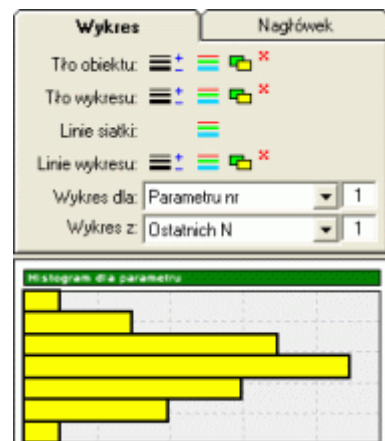 Wykres Nagłówek
Tło obiektu:
Tło wykresu:
Linie siatki:
Linie wykresu:
Wykres dla: Parametru nr 1
Wykres z: Ostatnich N 1
Histogram dla parametru